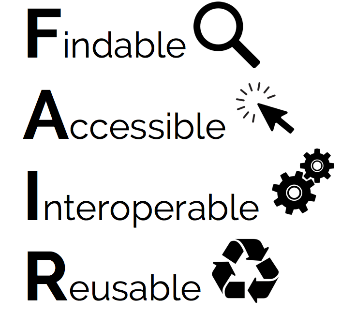 Findable
Accessible
Interoperable
Reusable